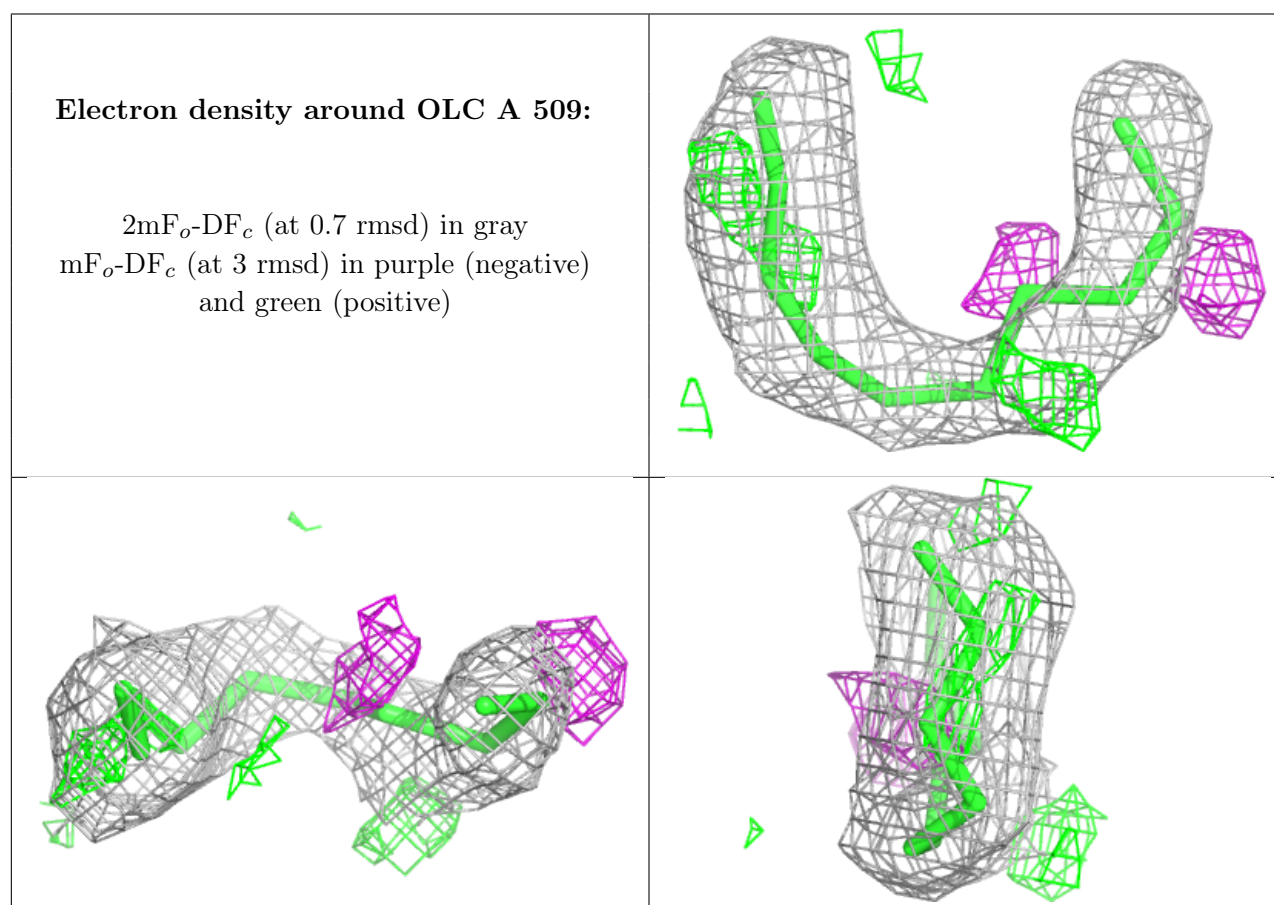 Electron density around OLC A 509:
2mFo-DFc (at 0.7 rmsd) in gray
mFo-DFc (at 3 rmsd) in purple (negative)
and green (positive)